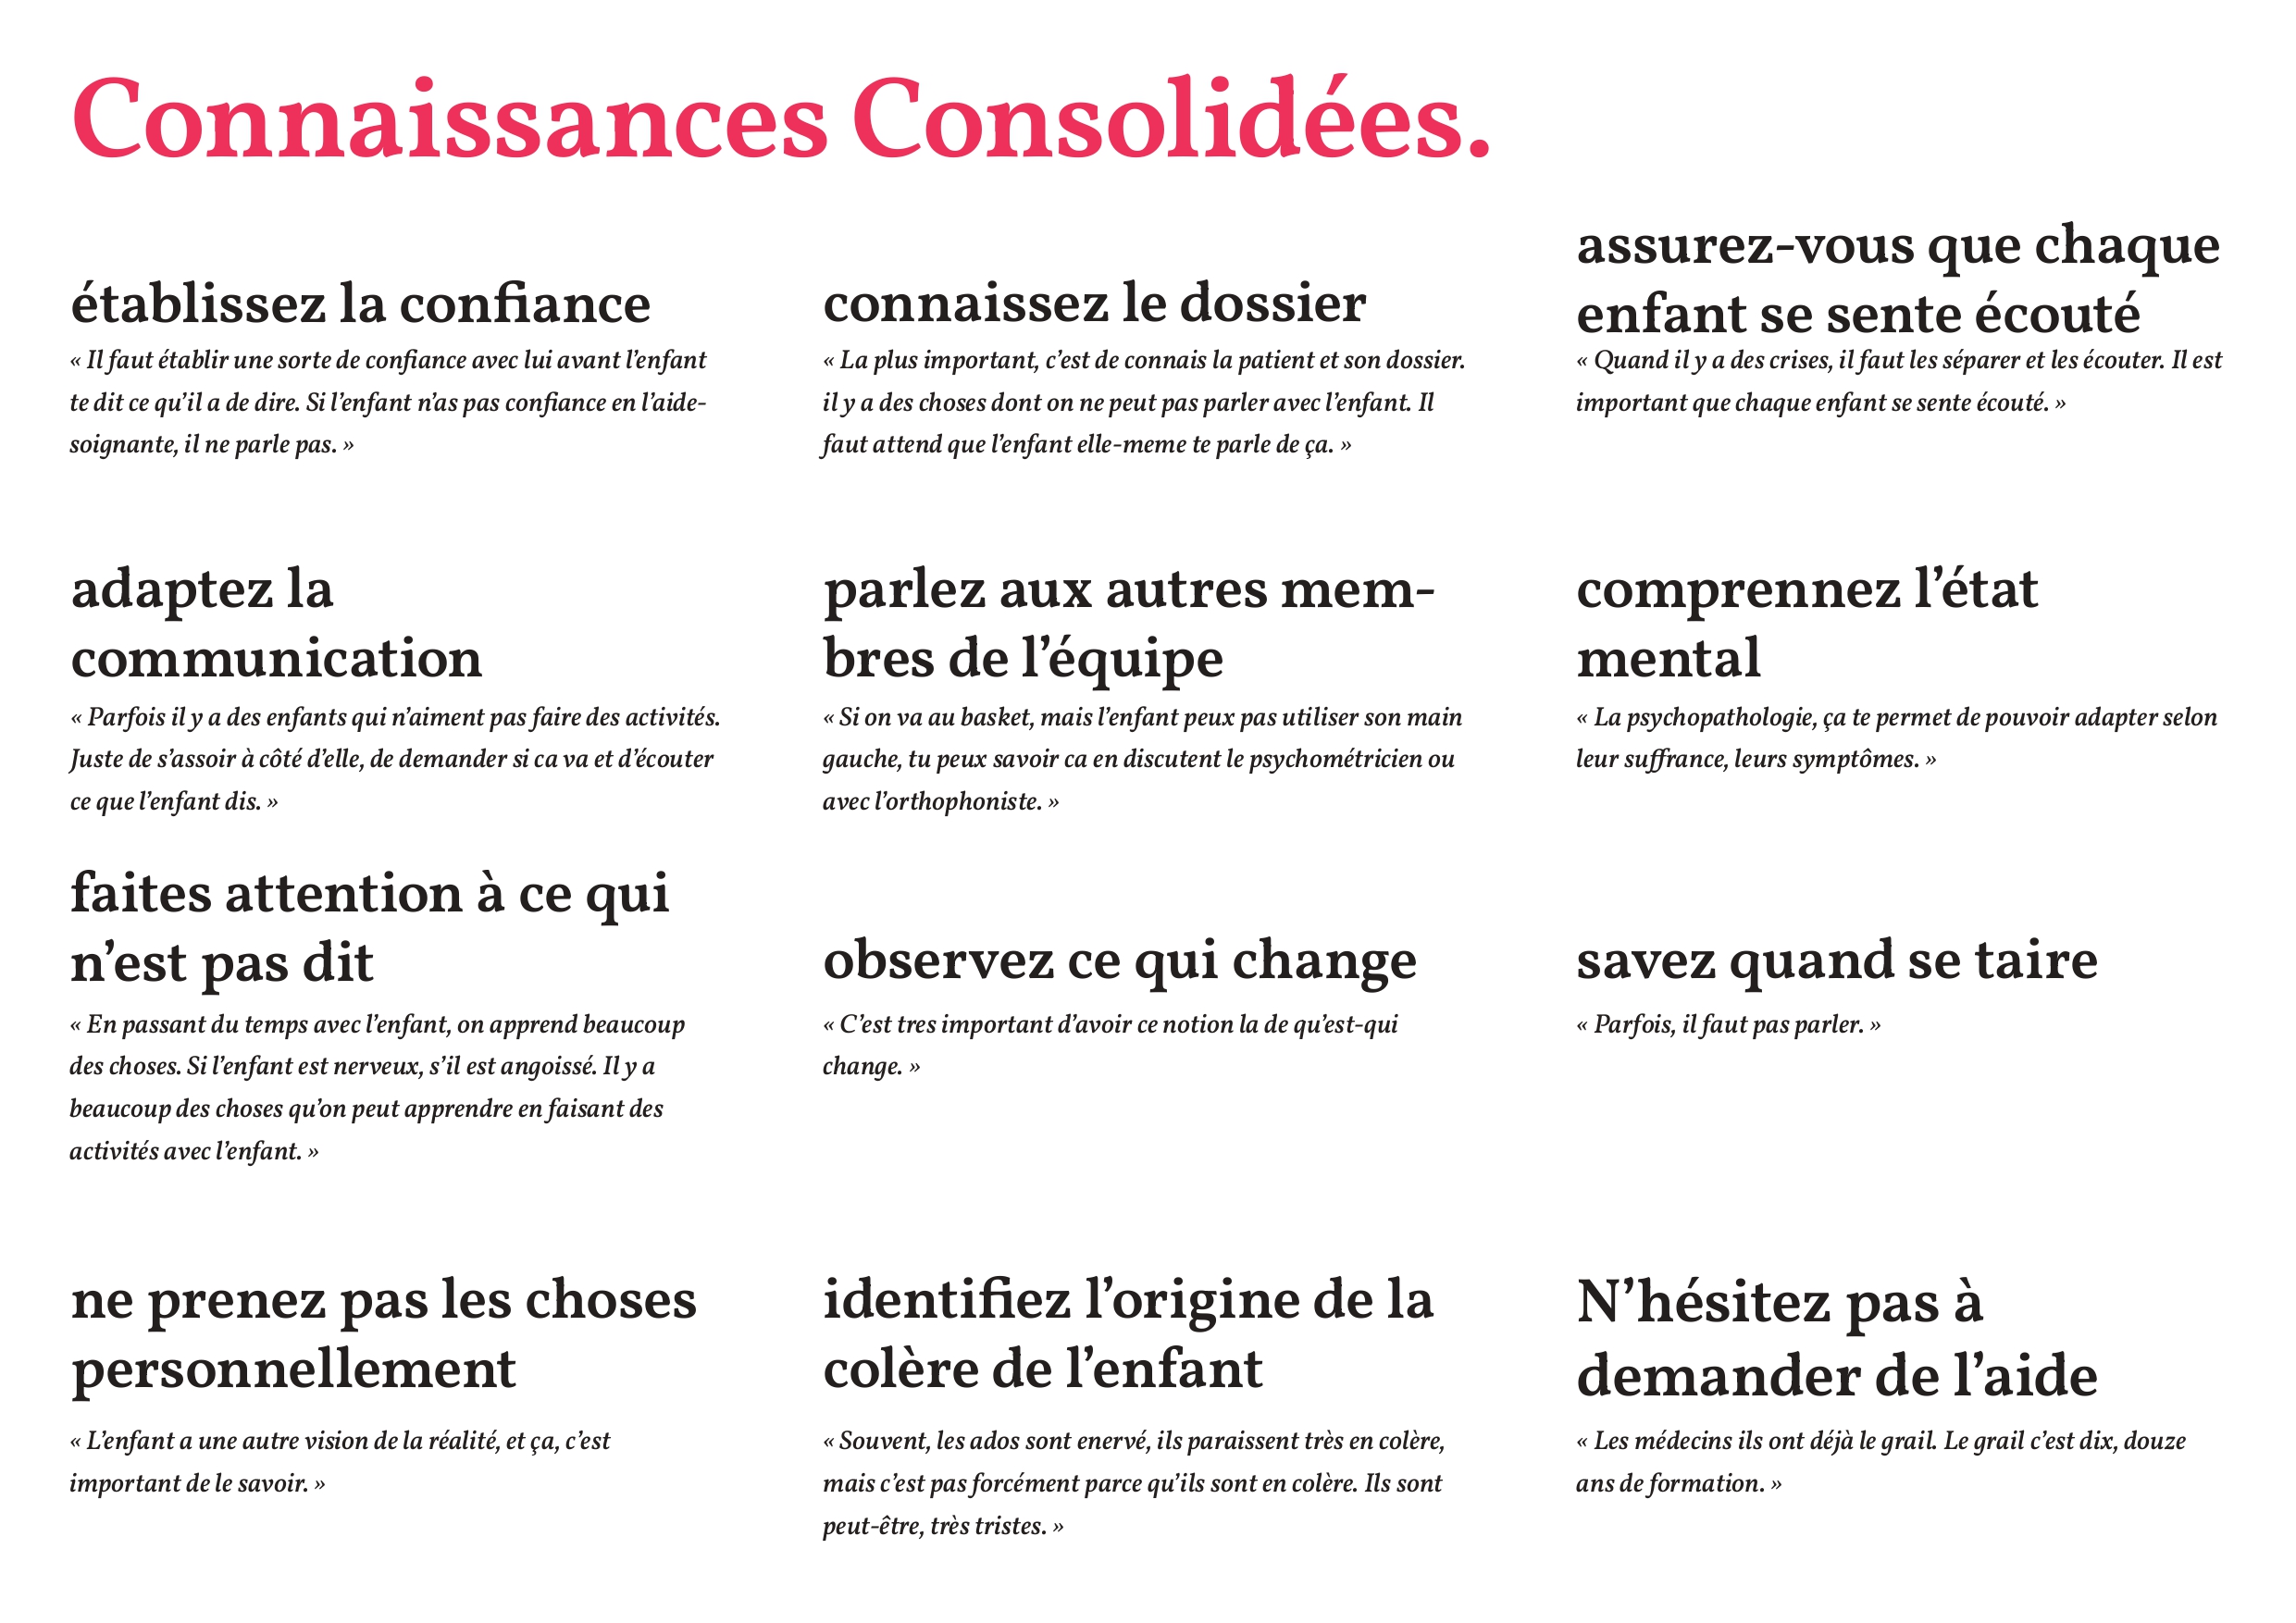 Connaissances Consolidées.
établissez la confiance
« Il faut établir une sorte de confiance avec lui avant l'enfant
te dit ce qu'il a de dire. Si l'enfant n'as pas confiance en l'aide-
soignante, il ne parle pas. »
connaissez le dossier
« La plus important, c'est de connais la patient et son dossier.
il y a des choses dont on ne peut pas parler avec l'enfant. Il
faut attend que l'enfant elle-meme te parle de ça. »
assurez-vous que chaque
enfant se sente écouté
« Quand il y a des crises, il faut les séparer et les écouter. Il est
important que chaque enfant se sente écouté. »
adaptez la
communication
« Parfois il y a des enfants qui n'aiment pas faire des activités.
Juste de s'assoir à côté d'elle, de demander si ca va et d'écouter
ce que l'enfant dis. »
parlez aux autres mem-
bres de l'équipe
« Si on va au basket, mais l'enfant peux pas utiliser son main
gauche, tu peux savoir ca en discutent le psychométricien ou
avec l'orthophoniste. »
comprennez l'état
mental
« La psychopathologie, ça te permet de pouvoir adapter selon
leur suffrance, leurs symptômes. »
faites attention à ce qui
n'est pas dit
« En passant du temps avec l'enfant, on apprend beaucoup
des choses. Si l'enfant est nerveux, s'il est angoissé. Il y a
beaucoup des choses qu'on peut apprendre en faisant des
activités avec l'enfant. »
observez ce qui change
« C'est tres important d'avoir ce notion la de qu'est-qui
change. »
savez quand se taire
« Parfois, il faut pas parler. »
ne prenez pas les choses
personnellement
« L'enfant a une autre vision de la réalité, et ça, c'est
important de le savoir. »
identifiez l'origine de la
colère de l'enfant
« Souvent, les ados sont enervé, ils paraissent très en colère,
mais c'est pas forcément parce qu'ils sont en colère. Ils sont
peut-être, très tristes. »
N'hésitez pas à
demander de l'aide
« Les médecins ils ont déjà le grail. Le grail c'est dix, douze
ans de formation. »